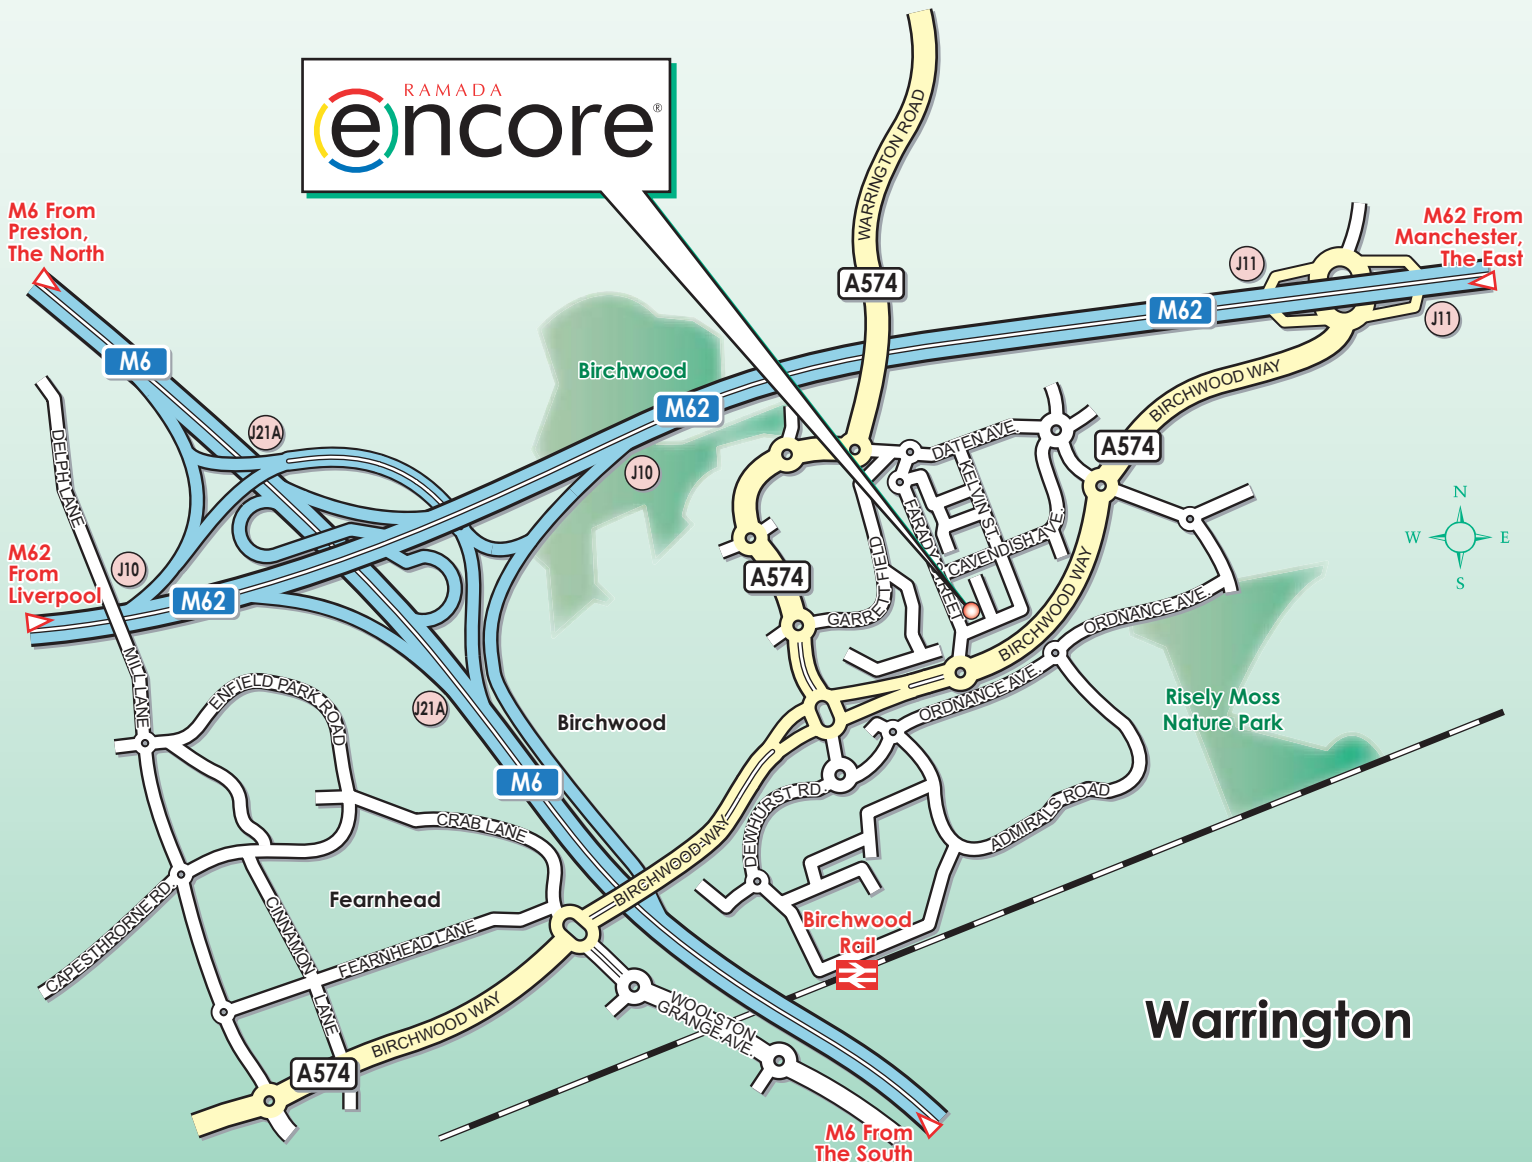 RAMADA
encore®
WARRINGTON ROAD
M6 From
Preston,
The North
M62 From
Manchester,
The East
J11
J11
A574
M62
M6
Birchwood
M62
BIRCHWOOD WAY
J21A
J10
DELPH LANE
DATEN AVE.
A574
KELVIN ST.
FARADY STREET
CAVENDISH AVE.
N
W
E
S
M62
From
Liverpool
J10
M62
A574
GARRETT FIELD
BIRCHWOOD WAY
ORDNANCE AVE.
MILL LANE
ENFIELD PARK ROAD
J21A
Birchwood
ORDNANCE AVE.
Risely Moss
Nature Park
M6
CRAB LANE
DEWHURST RD.
ADMIRALS ROAD
BIRCHWOOD WAY
CAPESTHRORNE RD.
Fearnhead
CINNAMON LANE
FEARNHEAD LANE
Birchwood
Rail
WOOLSTON
GRANGE AVE.
BIRCHWOOD WAY
Warrington
A574
M6 From
The South